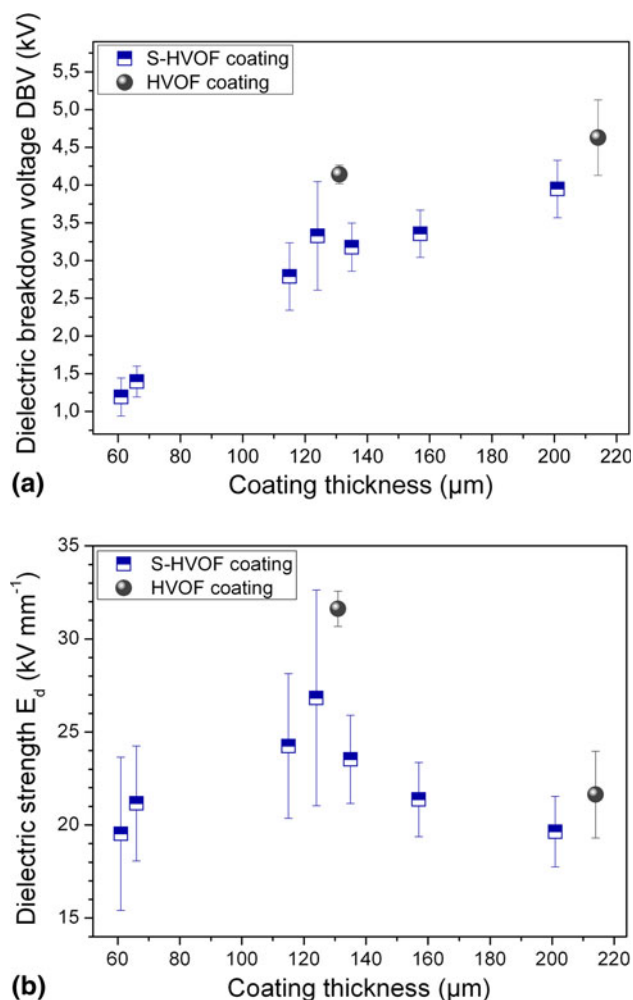 S-HVOF coating
HVOF coating
Dielectric breakdown voltage DBV (kV)
5,5
5,0
4,5
4,0
3,5
3,0
2,5
2,0
1,5
1,0
60 80 100 120 140 160 180 200 220
(a) Coating thickness (µm)
S-HVOF coating
HVOF coating
Dielectric strength E_d (kV mm⁻¹)
35
30
25
20
15
60 80 100 120 140 160 180 200 220
(b) Coating thickness (µm)